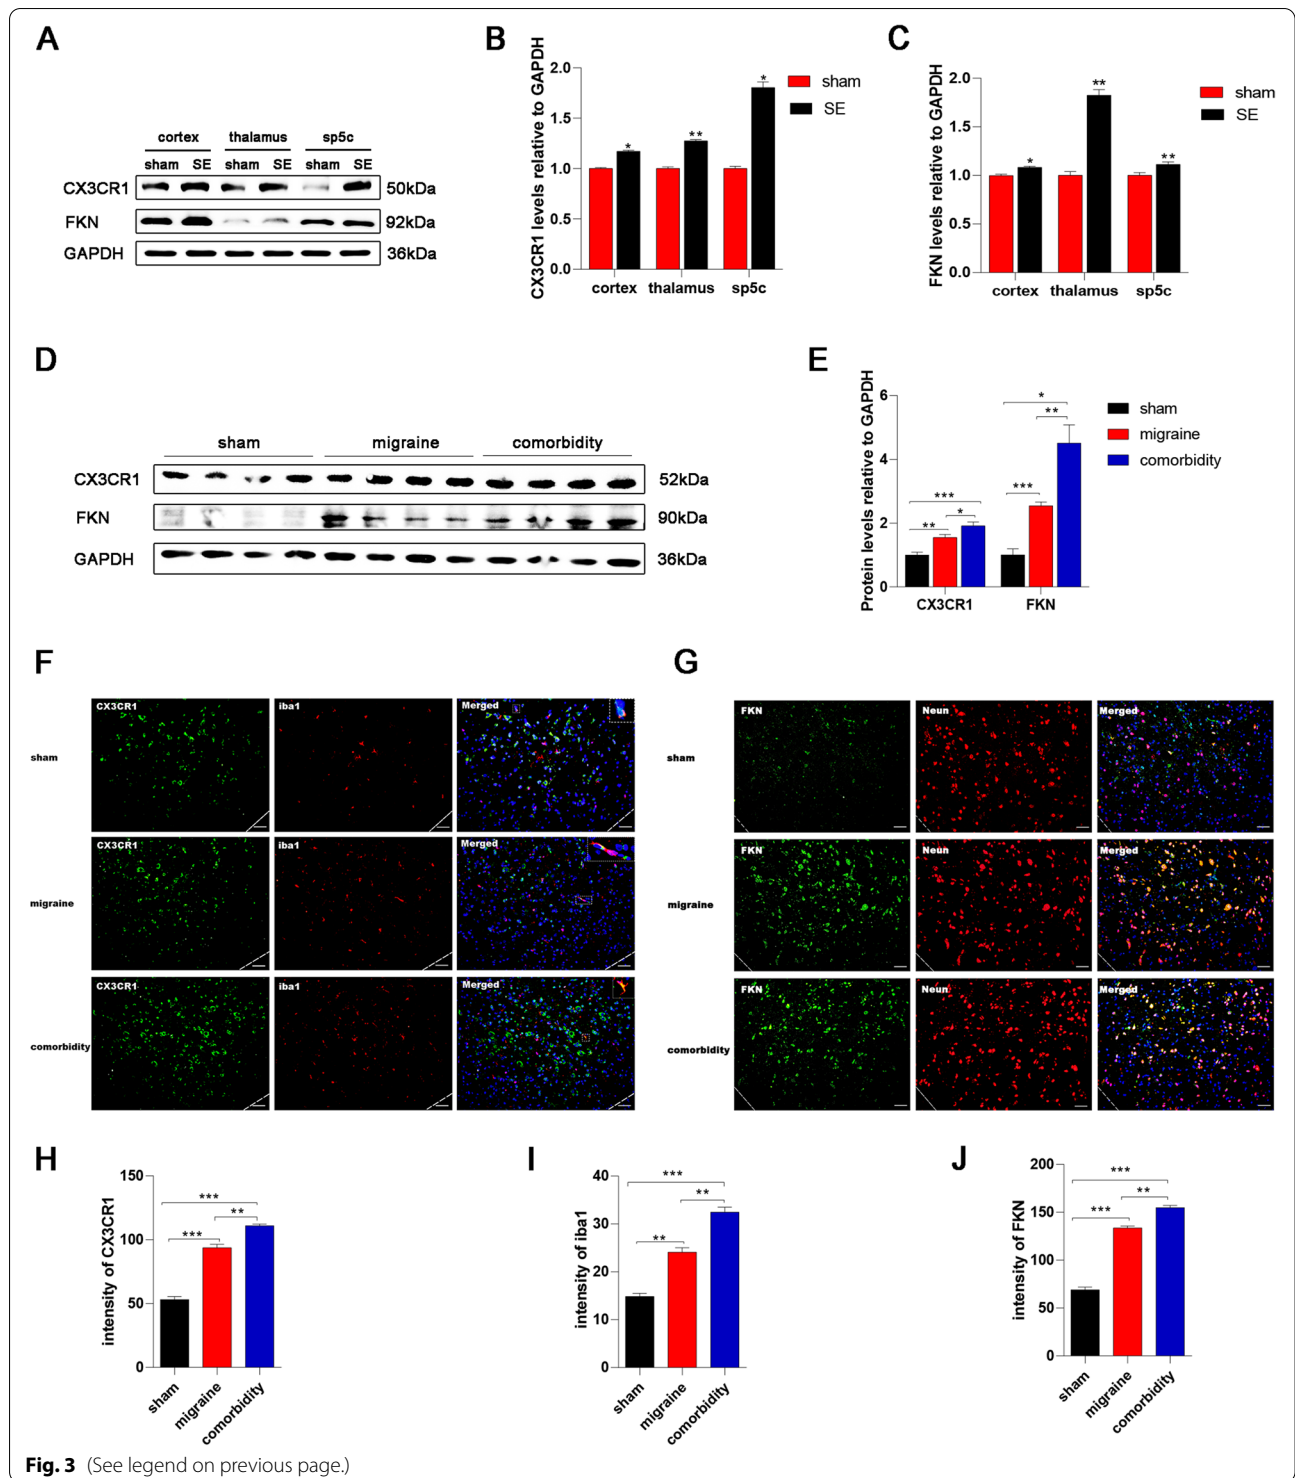 A
cortex thalamus sp5c
sham SE sham SE sham SE
CX3CR1 50kDa
FKN 92kDa
GAPDH 36kDa
B
CX3CR1 levels relative to GAPDH
2.0
1.5
1.0
0.5
0.0
* ** *
cortex thalamus sp5c
sham
SE
C
FKN levels relative to GAPDH
2.0
1.5
1.0
0.5
0.0
* ** **
cortex thalamus sp5c
sham
SE
D
sham migraine comorbidity
CX3CR1 52kDa
FKN 90kDa
GAPDH 36kDa
E
Protein levels relative to GAPDH
6
4
2
0
*** ** *
* ** ***
CX3CR1 FKN
sham
migraine
comorbidity
F
CX3CR1 iba1 Merged
sham
CX3CR1 iba1 Merged
migraine
CX3CR1 iba1 Merged
comorbidity
G
FKN Neun Merged
sham
FKN Neun Merged
migraine
FKN Neun Merged
comorbidity
H
intensity of CX3CR1
150
100
50
0
***
**
***
sham migraine comorbidity
I
intensity of iba1
40
30
20
10
0
***
**
**
sham migraine comorbidity
J
intensity of FKN
200
150
100
50
0
***
**
***
sham migraine comorbidity
Fig. 3 (See legend on previous page.)